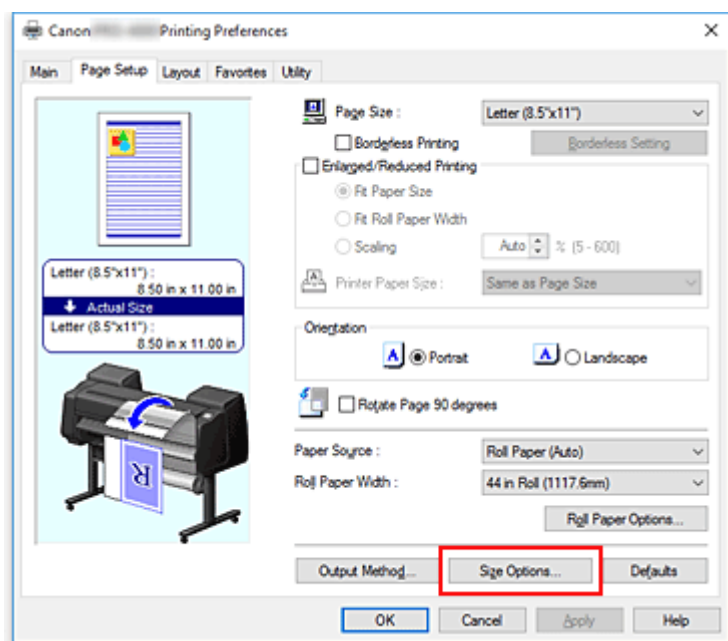 Canon Printing Preferences
Main Page Setup Layout Favorites Utility
Page Size : Letter (8.5"x11")
Borderless Printing Borderless Setting
Enlarged/Reduced Printing
Fit Paper Size
Fit Roll Paper Width
Scaling Auto % (5 - 600)
Printer Paper Size : Same as Page Size
Letter (8.5"x11") :
8.50 in x 11.00 in
Actual Size
Letter (8.5"x11") :
8.50 in x 11.00 in
Orientation
A Portrait A Landscape
Rotate Page 90 degrees
R
Paper Source : Roll Paper (Auto)
Roll Paper Width : 44 in Roll (1117.6mm)
Roll Paper Options...
Output Method... Size Options... Defaults
OK Cancel Apply Help